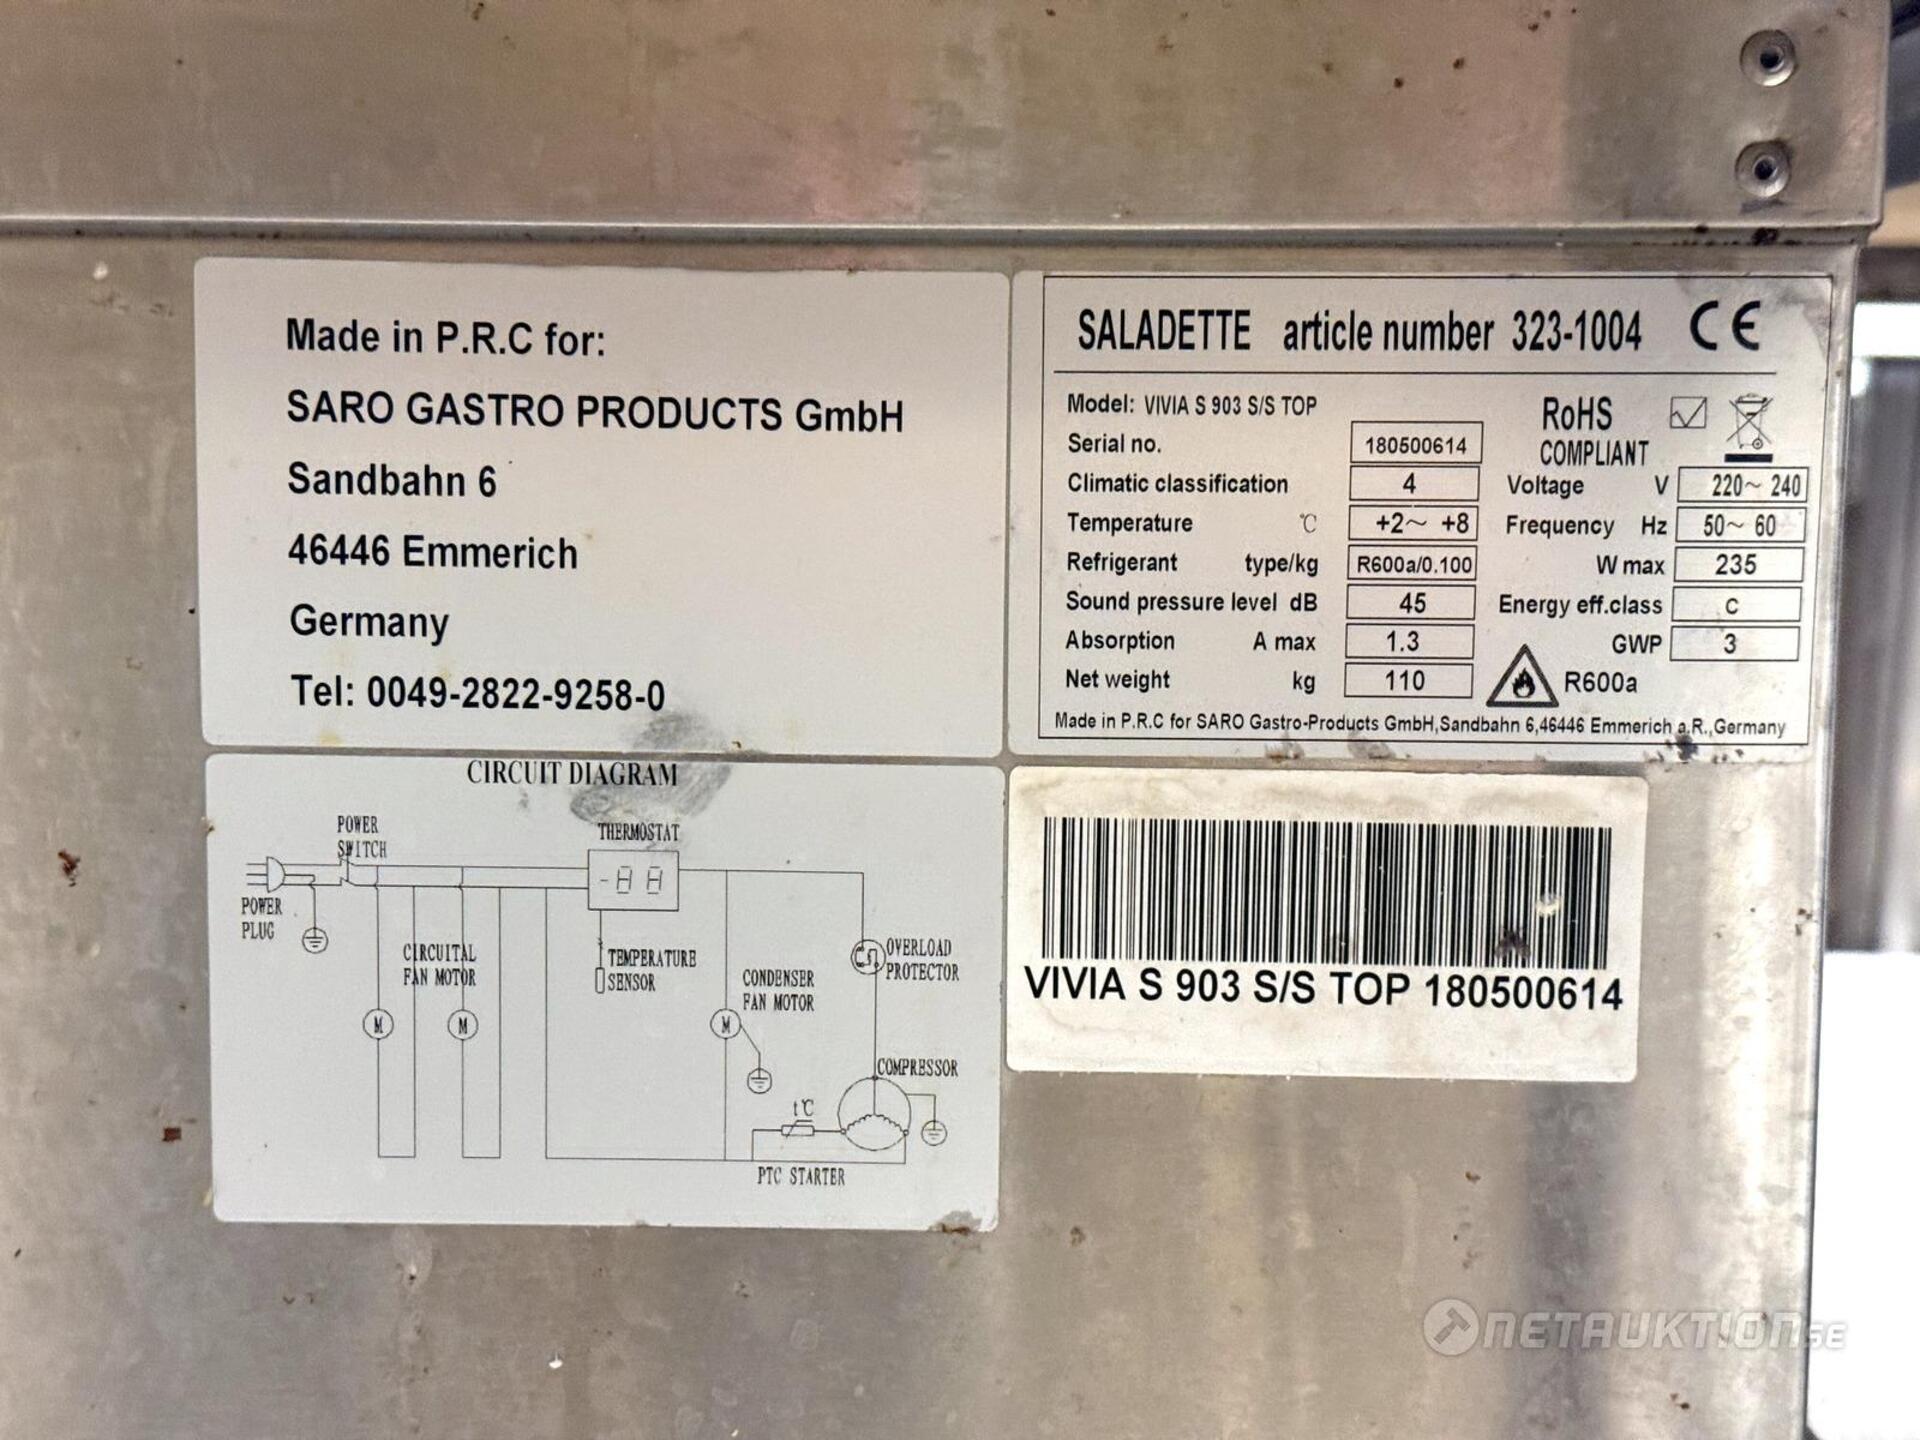 Made in P.R.C for:
SARO GASTRO PRODUCTS GmbH
Sandbahn 6
46446 Emmerich
Germany
Tel: 0049-2822-9258-0
SALADETTE article number 323-1004 CE
Model: VIVIA S 903 S/S TOP
RoHS
COMPLIANT
Serial no. 180500614
Climatic classification 4
Voltage V 220~ 240
Temperature ℃ +2~ +8
Frequency Hz 50~ 60
Refrigerant type/kg R600a/0.100
W max 235
Sound pressure level dB 45
Energy eff.class C
Absorption A max 1.3
GWP 3
Net weight kg 110
R600a
Made in P.R.C for SARO Gastro-Products GmbH,Sandbahn 6,46446 Emmerich a.R.,Germany
CIRCUIT DIAGRAM
POWER
SWITCH
THERMOSTAT
-88
POWER
PLUG
CIRCUITAL
FAN MOTOR
TEMPERATURE
SENSOR
CONDENSER
FAN MOTOR
OVERLOAD
PROTECTOR
M
M
M
COMPRESSOR
t℃
PTC STARTER
VIVIA S 903 S/S TOP 180500614
NETAUKTION.SE